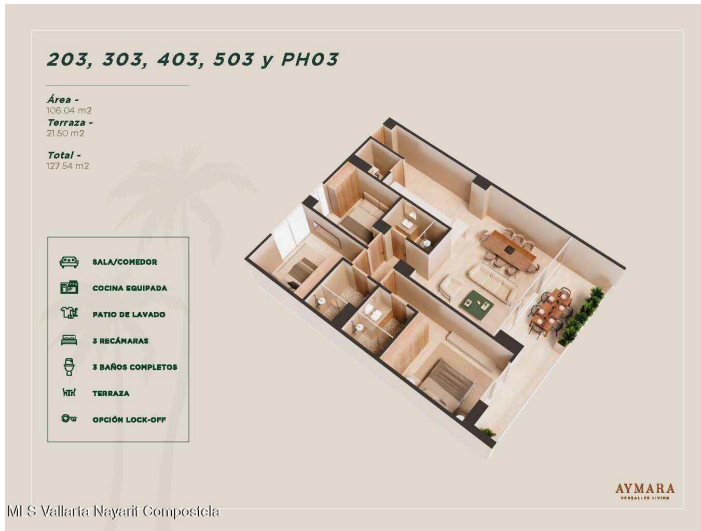 203, 303, 403, 503 y PH03
Área -
106.04 m2
Terraza -
21.50 m2
Total -
127.54 m2
SALA/COMEDOR
COCINA EQUIPADA
PATIO DE LAVADO
3 RECÁMARAS
3 BAÑOS COMPLETOS
TERRAZA
OPCIÓN LOCK-OFF
AYMARA
VERSALLES LIVING
MLS Vallarta Nayarit Compostela